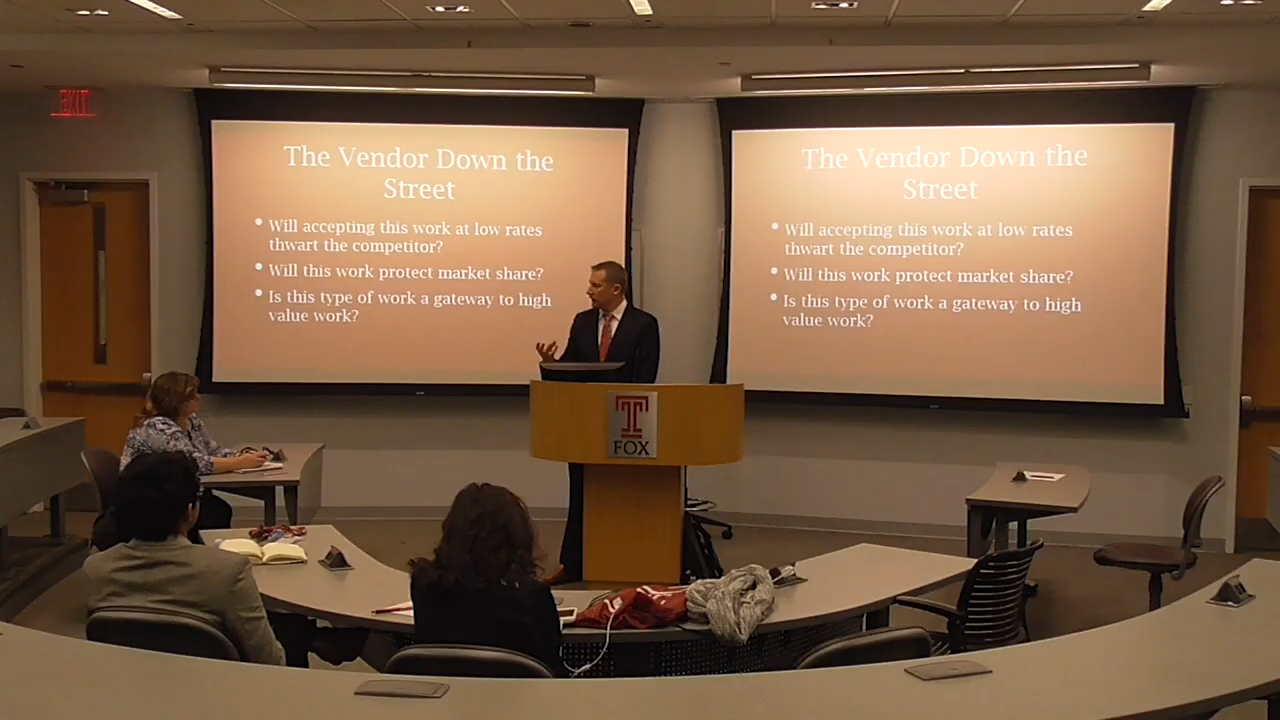 EXIT
The Vendor Down the
Street
• Will accepting this work at low rates
thwart the competitor?
• Will this work protect market share?
• Is this type of work a gateway to high
value work?
The Vendor Down the
Street
• Will accepting this work at low rates
thwart the competitor?
• Will this work protect market share?
• Is this type of work a gateway to high
value work?
T
FOX